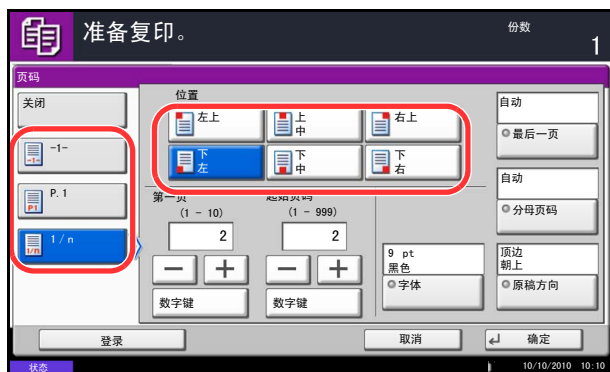 准备复印。
份数
1
页码
关闭
-1-
P.1
1/n
位置
左上
上中
右上
下左
下中
下右
第一页
(1 - 10)
2
数字键
起始页码
(1 - 999)
2
数字键
9 pt
黑色
字体
自动
最后一页
自动
分母页码
顶边
朝上
原稿方向
登录
取消
确定
状态
10/10/2010 10:10